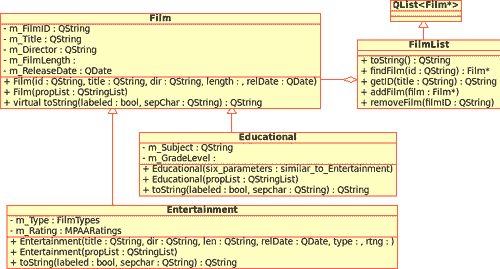 Film
- m_FilmID : QString
- m_Title : QString
- m_Director : QString
- m_FilmLength :
- m_ReleaseDate : QDate
+ Film(id : QString, title : QString, dir : QString, length : , relDate : QDate)
+ Film(propList : QStringList)
+ virtual toString(labeled : bool, sepChar : QString) : QString
QList<Film*>
FilmList
+ toString() : QString
+ findFilm(id : QString) : Film*
+ getID(title : QString) : QString
+ addFilm(film : Film*)
+ removeFilm(filmID : QString)
Educational
- m_Subject : QString
- m_GradeLevel :
+ Educational(six_parameters : similar_to_Entertainment)
+ Educational(propList : QStringList)
+ toString(labeled : bool, sepchar : QString) : QString
Entertainment
- m_Type : FilmTypes
- m_Rating : MPAARatings
+ Entertainment(title : QString, dir : QString, len : QString, relDate : QDate, type : , rtng : )
+ Entertainment(propList : QStringList)
+ toString(labeled : bool, sepchar : QString) : QString